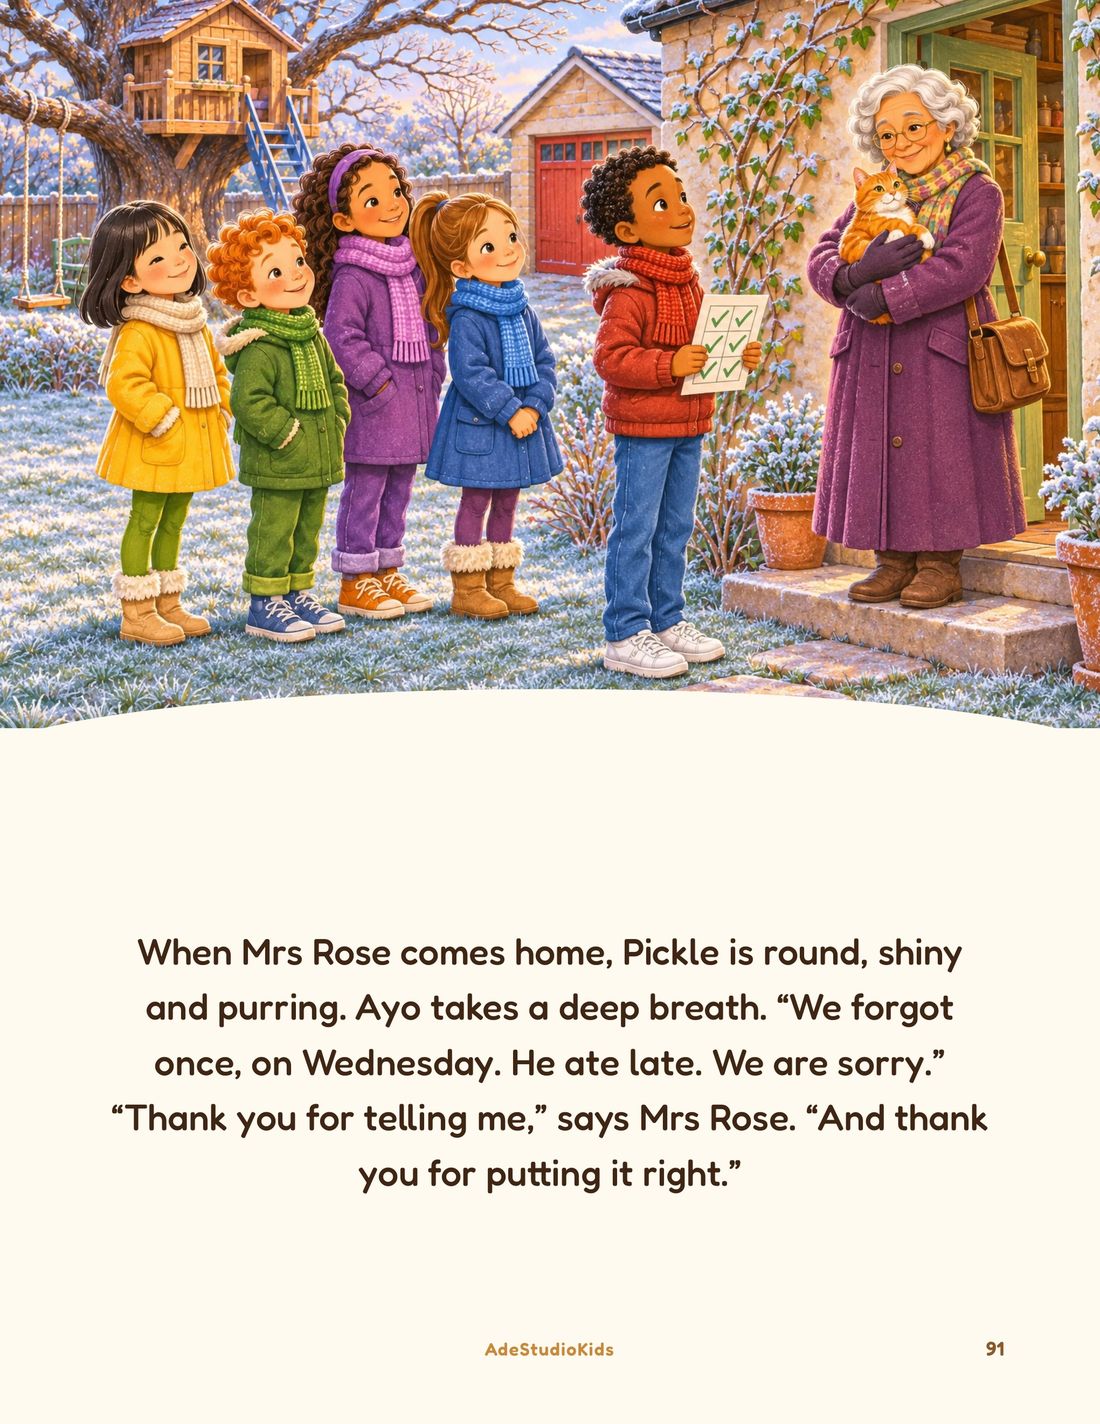 When Mrs Rose comes home, Pickle is round, shiny
and purring. Ayo takes a deep breath. “We forgot
once, on Wednesday. He ate late. We are sorry.”
“Thank you for telling me,” says Mrs Rose. “And thank
you for putting it right.”
AdeStudioKids
91